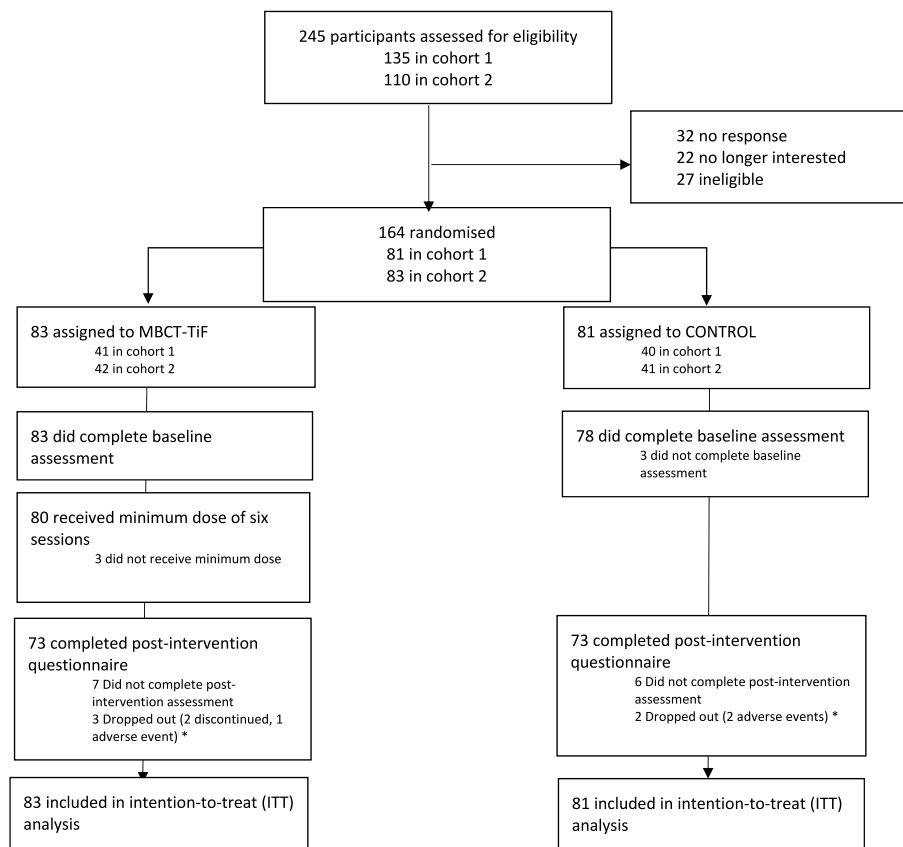 245 participants assessed for eligibility
135 in cohort 1
110 in cohort 2
32 no response
22 no longer interested
27 ineligible
164 randomised
81 in cohort 1
83 in cohort 2
83 assigned to MBCT-TiF
41 in cohort 1
42 in cohort 2
81 assigned to CONTROL
40 in cohort 1
41 in cohort 2
83 did complete baseline
assessment
78 did complete baseline assessment
3 did not complete baseline
assessment
80 received minimum dose of six
sessions
3 did not receive minimum dose
73 completed post-intervention
questionnaire
7 Did not complete post-
intervention assessment
3 Dropped out (2 discontinued, 1
adverse event) *
73 completed post-intervention
questionnaire
6 Did not complete post-intervention
assessment
2 Dropped out (2 adverse events) *
83 included in intention-to-treat (ITT)
analysis
81 included in intention-to-treat (ITT)
analysis